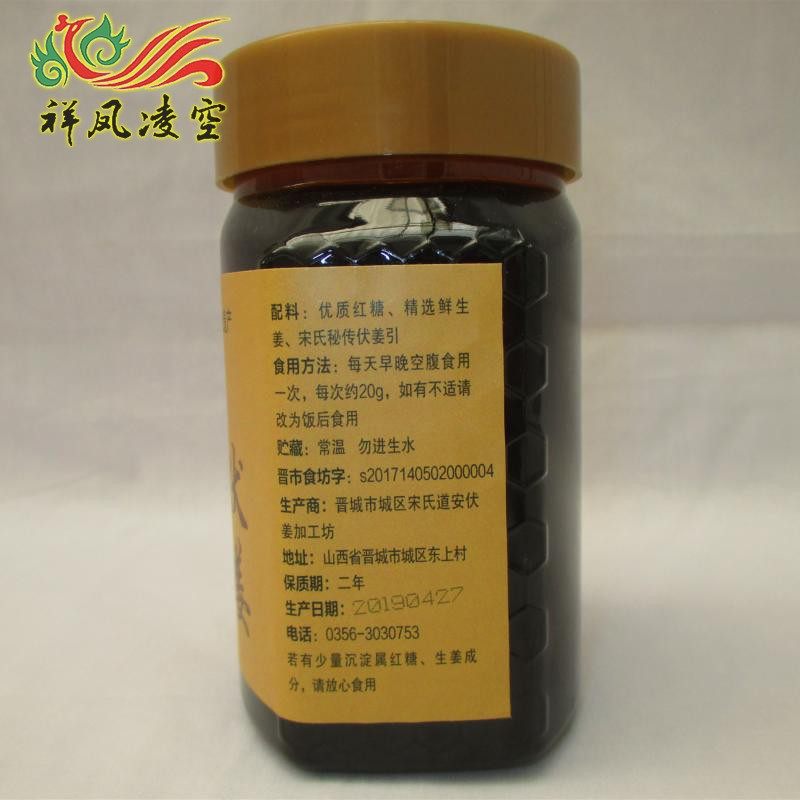 祥凤凌空
产
伏
姜
配料：优质红糖、精选鲜生
姜、宋氏秘传伏姜引
食用方法：每天早晚空腹食用
一次，每次约20g，如有不适请
改为饭后食用
贮藏：常温 勿进生水
晋市食坊字：s2017140502000004
生产商：晋城市城区宋氏道安伏
姜加工坊
地址：山西省晋城市城区东上村
保质期：二年
生产日期：20190427
电话：0356-3030753
若有少量沉淀属红糖、生姜成
分，请放心食用